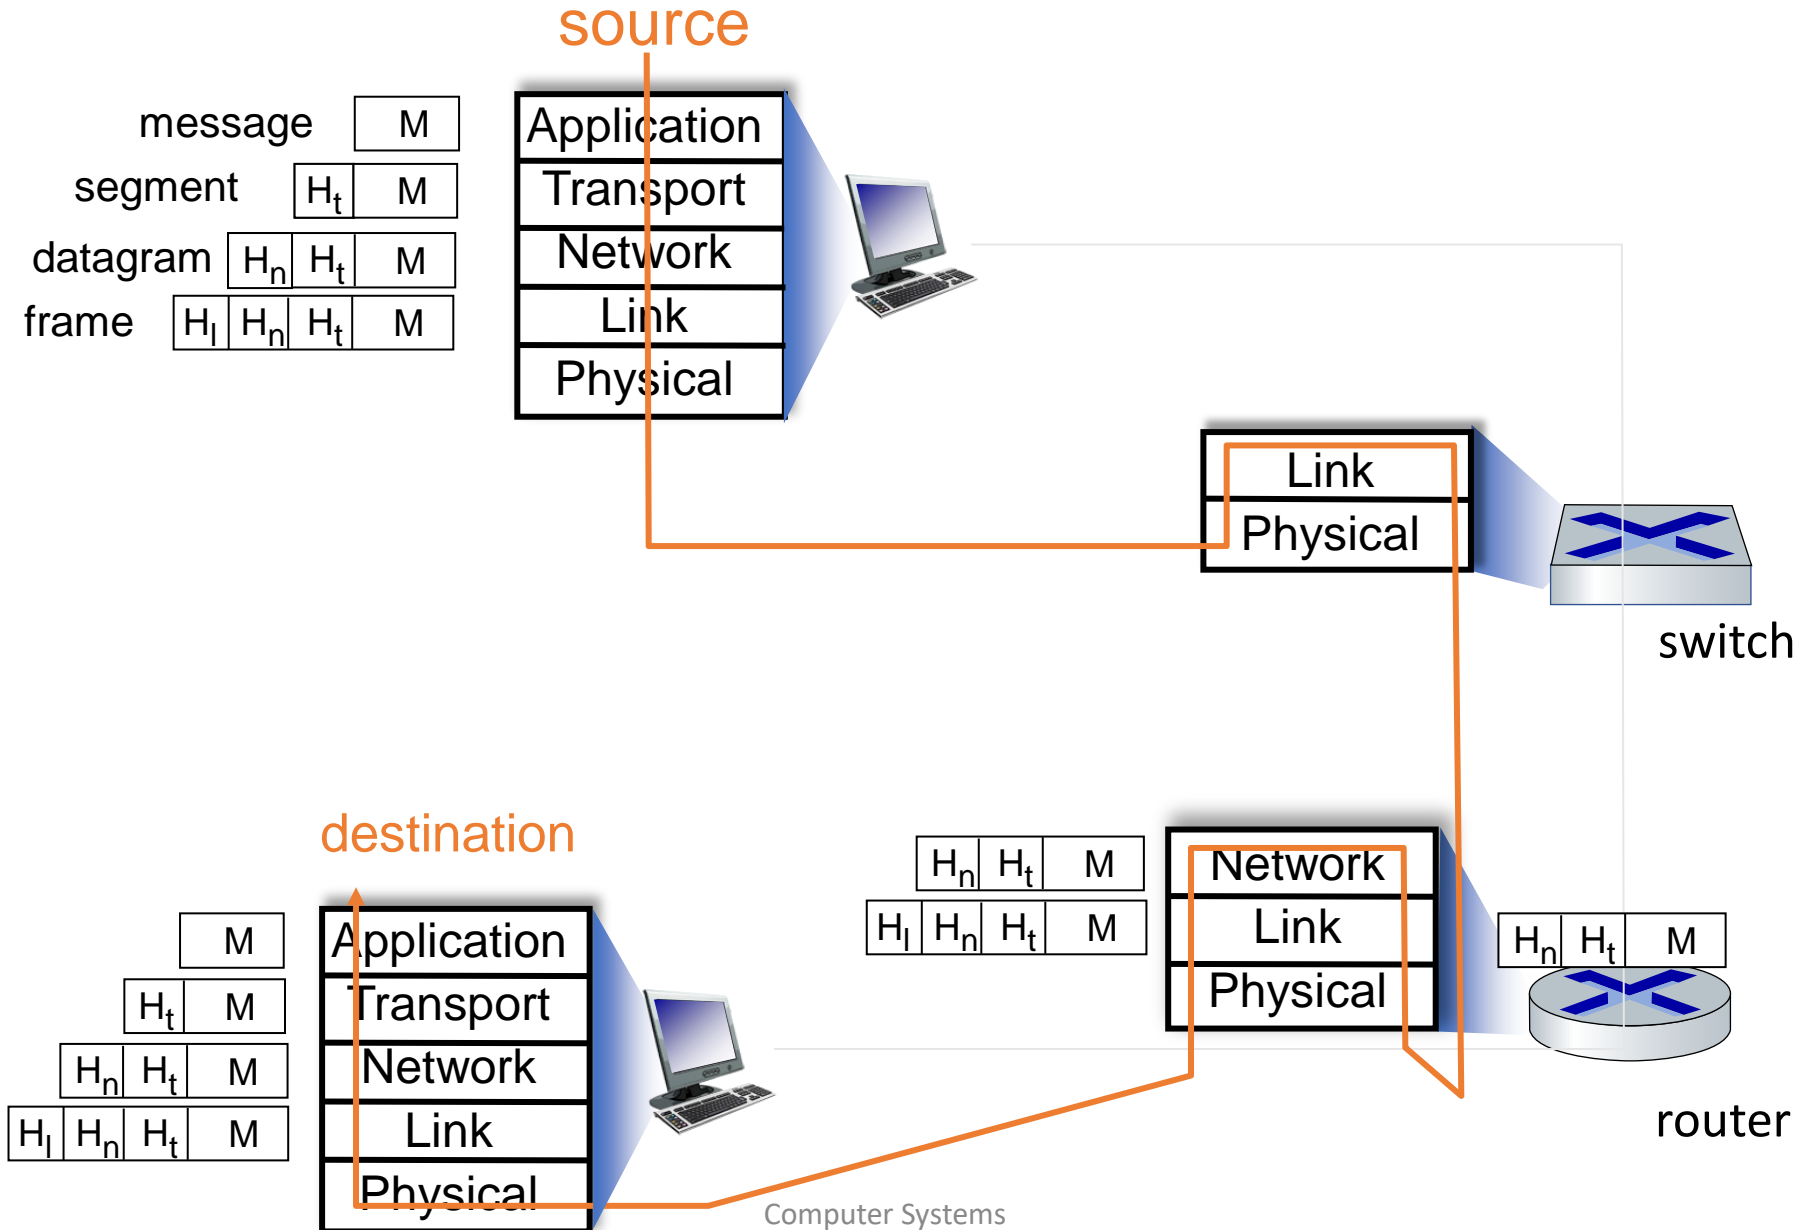 source
message M Application
segment Ht M Transport
datagram Hn Ht M Network
frame Hl Hn Ht M Link
Physical
Link
Physical
switch
destination
Hn Ht M Network
Hl Hn Ht M Link
Hn Ht M
Physical
M Application
Ht M Transport
Hn Ht M Network
Hl Hn Ht M Link
router
Physical
Computer Systems